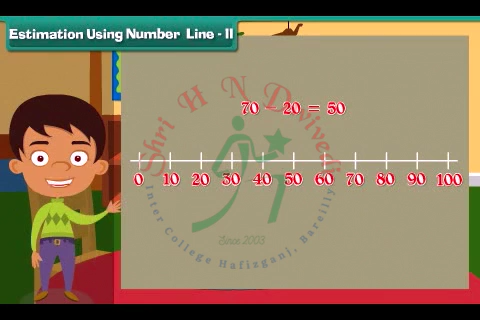 Estimation Using Number Line - II
70 - 20 = 50
0 10 20 30 40 50 60 70 80 90 100
Shri H N Dwivedi
Since 2003
Inter College Hafizganj, Bareilly